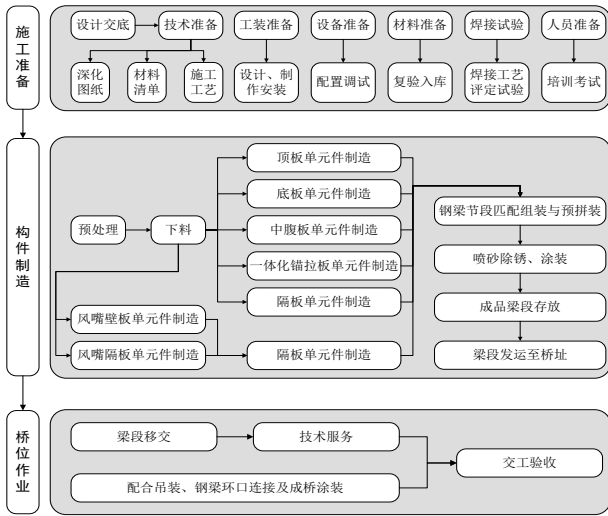 施工准备
设计交底
技术准备
工装准备
设备准备
材料准备
焊接试验
人员准备
深化
图纸
材料
清单
施工
工艺
设计、制
作安装
配置调试
复验入库
焊接工艺
评定试验
培训考试
构件制造
预处理
下料
顶板单元件制造
底板单元件制造
中腹板单元件制造
一体化锚拉板单元件制造
隔板单元件制造
风嘴壁板单元件制造
风嘴隔板单元件制造
隔板单元件制造
钢梁节段匹配组装与预拼装
喷砂除锈、涂装
成品梁段存放
梁段发运至桥址
桥位作业
梁段移交
技术服务
配合吊装、钢梁环口连接及成桥涂装
交工验收